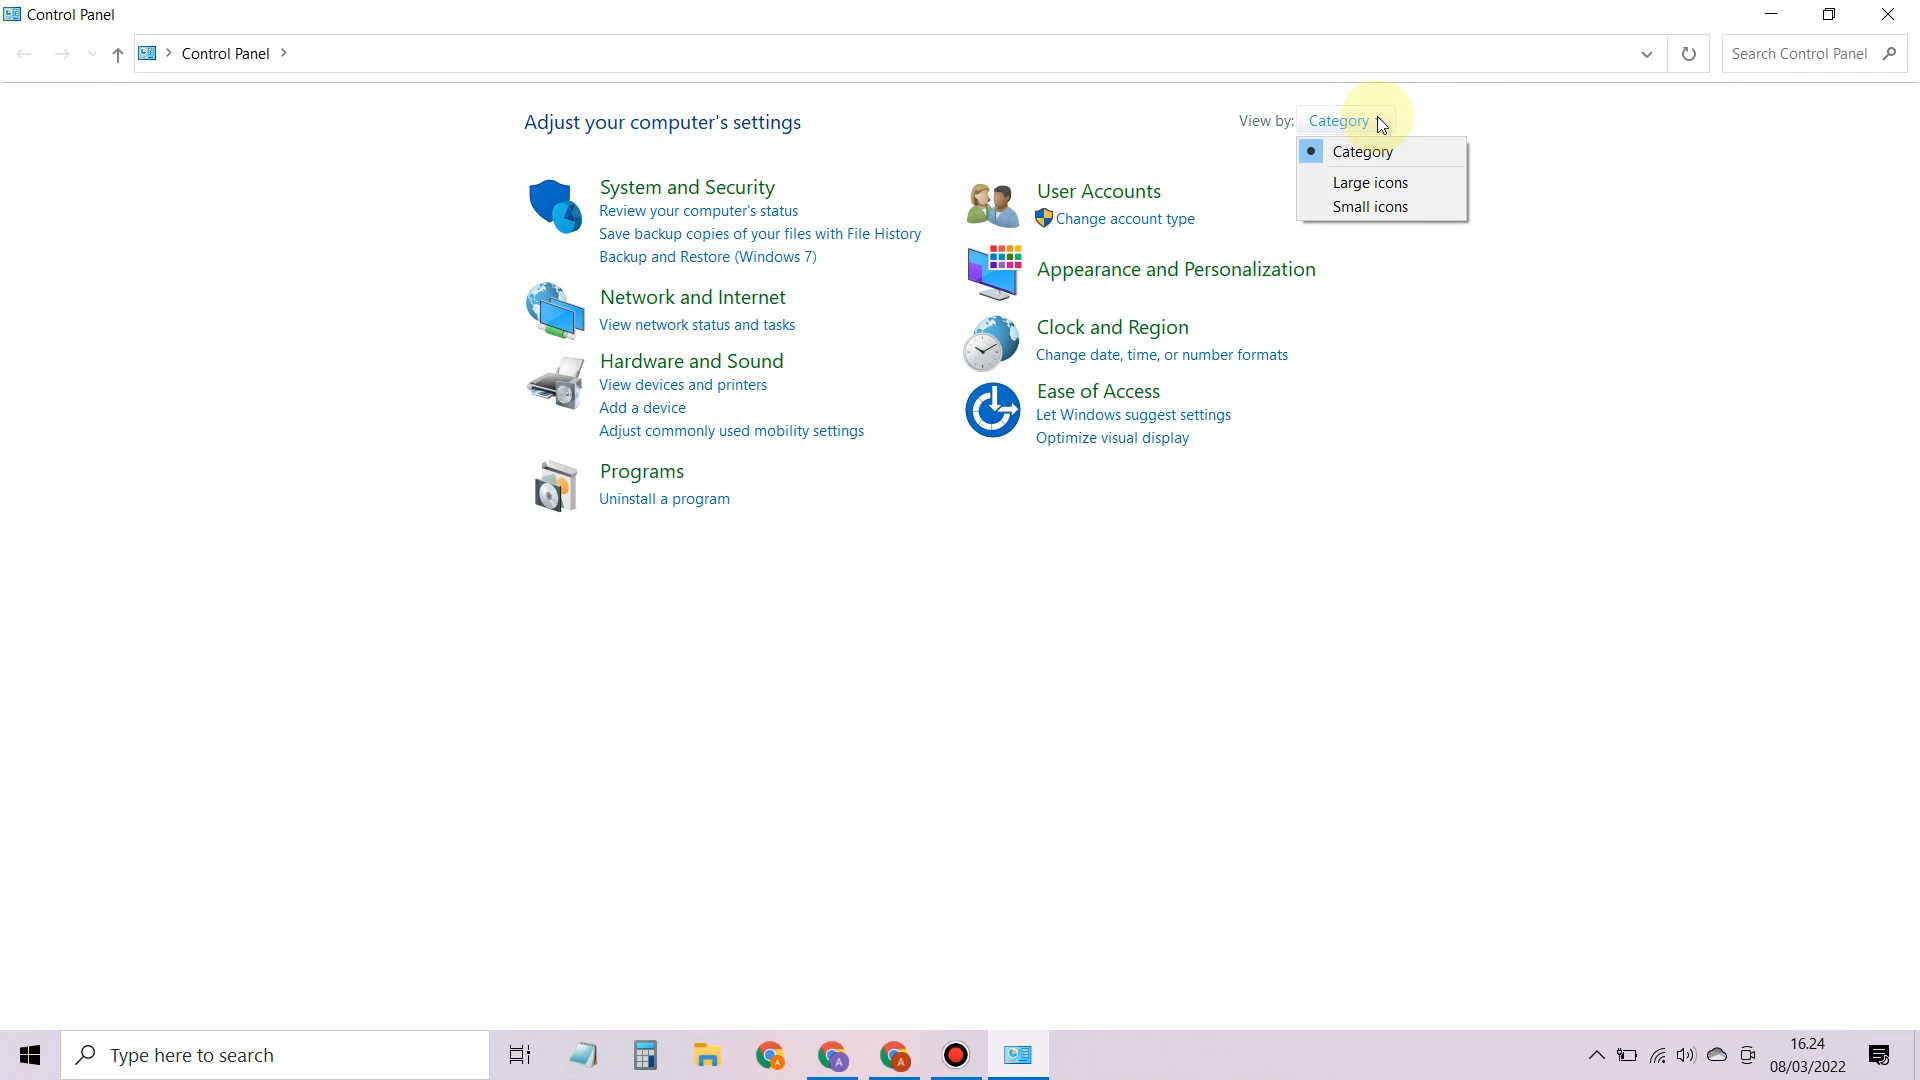 Control Panel
Control Panel
Search Control Panel
Adjust your computer's settings
View by: Category
Category
Large icons
Small icons
System and Security
Review your computer's status
Save backup copies of your files with File History
Backup and Restore (Windows 7)
Network and Internet
View network status and tasks
Hardware and Sound
View devices and printers
Add a device
Adjust commonly used mobility settings
Programs
Uninstall a program
User Accounts
Change account type
Appearance and Personalization
Clock and Region
Change date, time, or number formats
Ease of Access
Let Windows suggest settings
Optimize visual display
Type here to search
A
A
A
16.24
08/03/2022